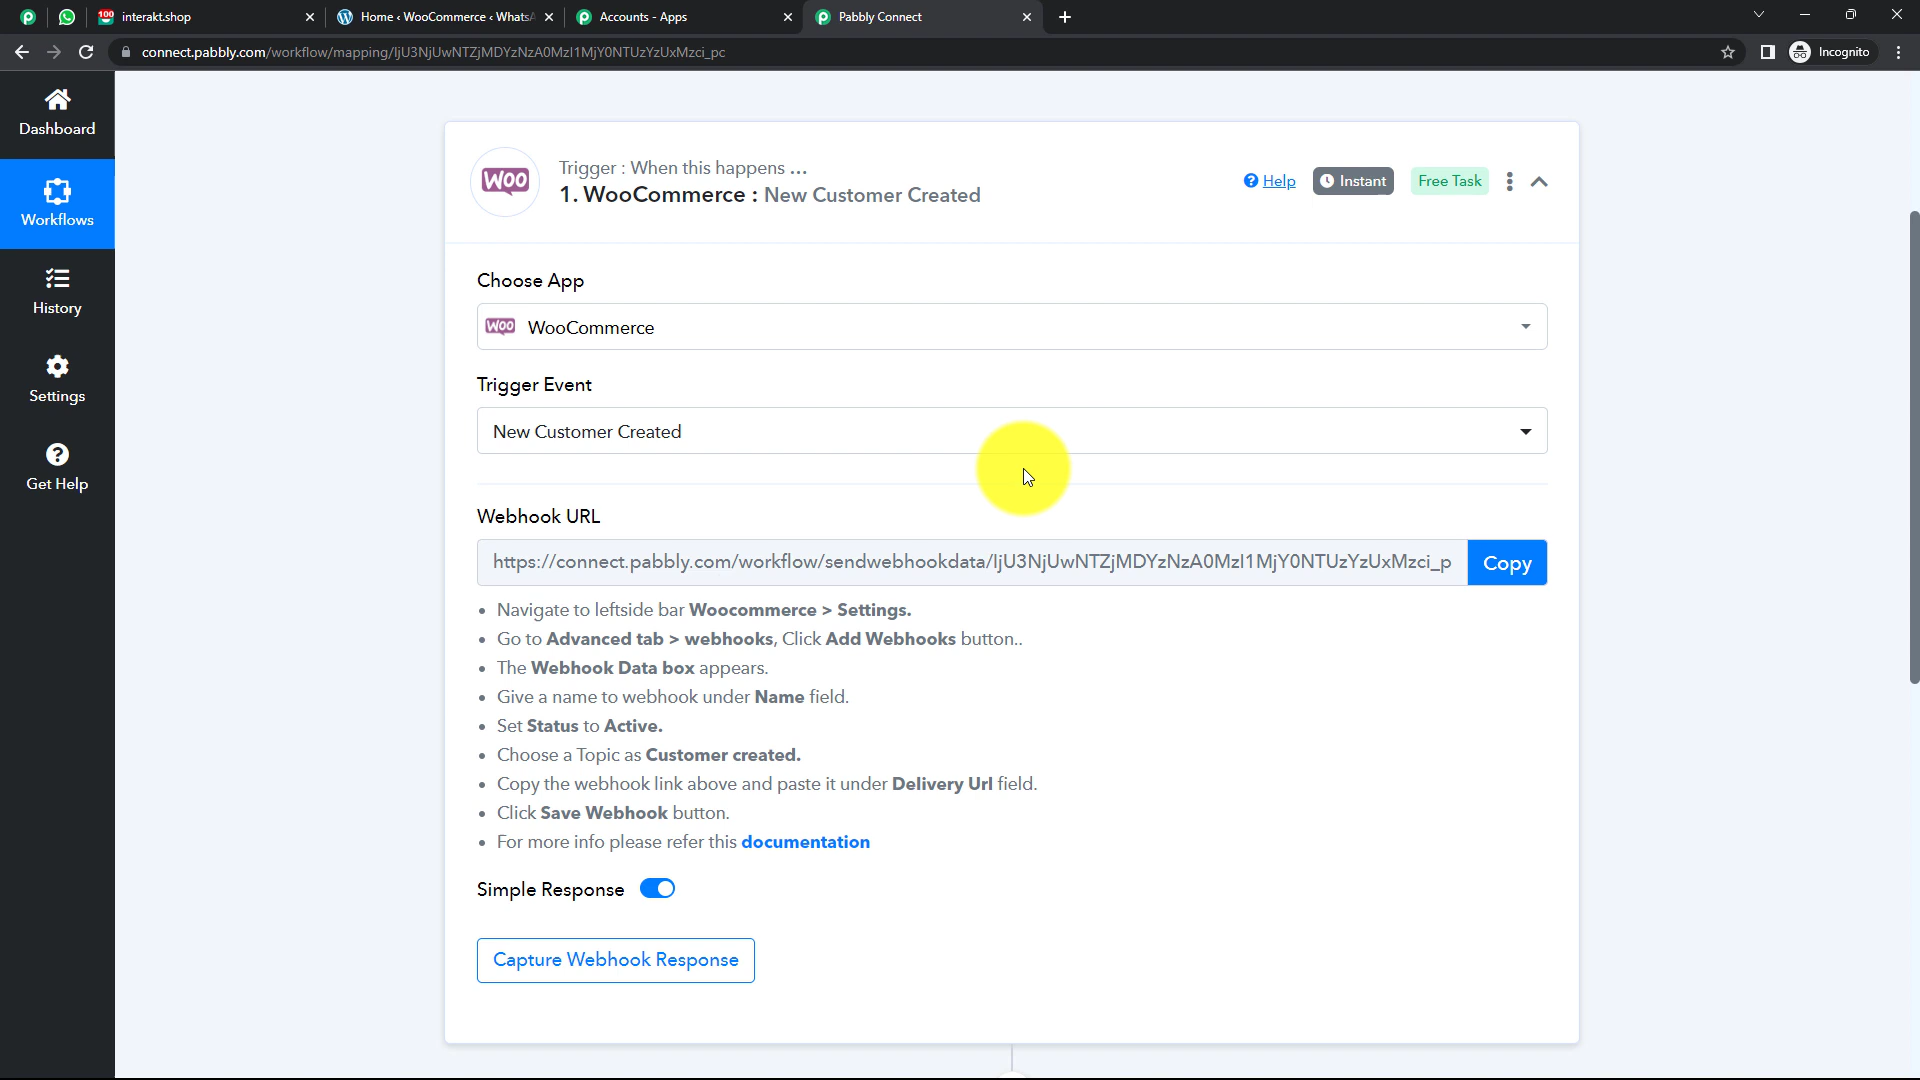 interakt.shop
Home ‹ WooCommerce ‹ Whats
Accounts - Apps
Pabbly Connect
connect.pabbly.com/workflow/mapping/IjU3NjUwNTZjMDYzNzA0MzI1MjY0NTUzYzUxMzci_pc
Incognito
Dashboard
Workflows
History
Settings
Get Help
WOO
Trigger : When this happens ...
1. WooCommerce : New Customer Created
Help
Instant
Free Task
Choose App
WOO WooCommerce
Trigger Event
New Customer Created
Webhook URL
https://connect.pabbly.com/workflow/sendwebhookdata/IjU3NjUwNTZjMDYzNzA0MzI1MjY0NTUzYzUxMzci_p
Copy
• Navigate to leftside bar Woocommerce > Settings.
• Go to Advanced tab > webhooks, Click Add Webhooks button..
• The Webhook Data box appears.
• Give a name to webhook under Name field.
• Set Status to Active.
• Choose a Topic as Customer created.
• Copy the webhook link above and paste it under Delivery Url field.
• Click Save Webhook button.
• For more info please refer this documentation
Simple Response
Capture Webhook Response